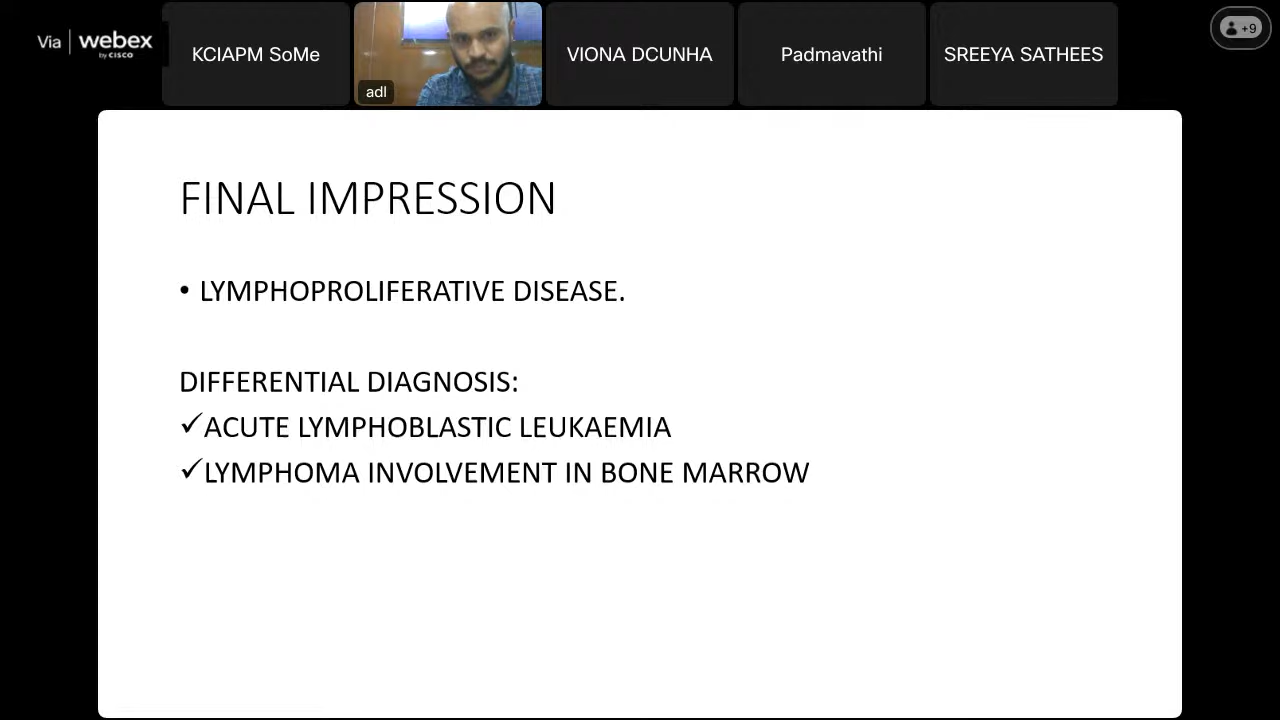 Via webex
by CISCO
KCIAPM SoMe
adl
VIONA DCUNHA
Padmavathi
SREEYA SATHEES
+9
FINAL IMPRESSION
• LYMPHOPROLIFERATIVE DISEASE.
DIFFERENTIAL DIAGNOSIS:
✓ACUTE LYMPHOBLASTIC LEUKAEMIA
✓LYMPHOMA INVOLVEMENT IN BONE MARROW